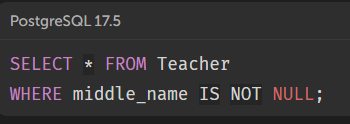 PostgreSQL 17.5
SELECT * FROM Teacher
WHERE middle_name IS NOT NULL;